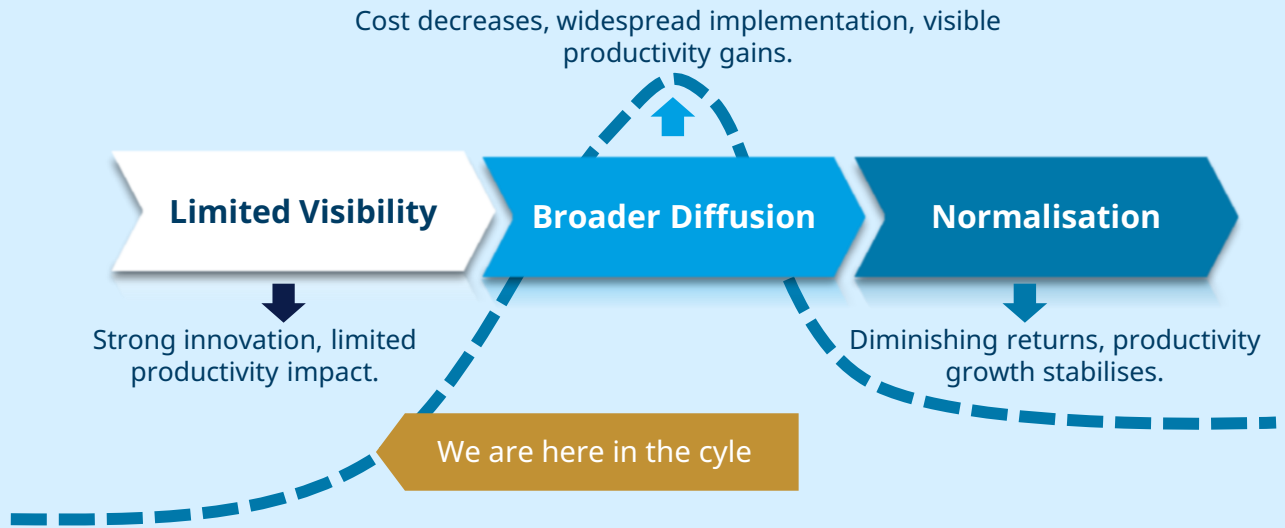 Cost decreases, widespread implementation, visible
productivity gains.
Limited Visibility
Broader Diffusion
Normalisation
Strong innovation, limited
productivity impact.
Diminishing returns, productivity
growth stabilises.
We are here in the cyle